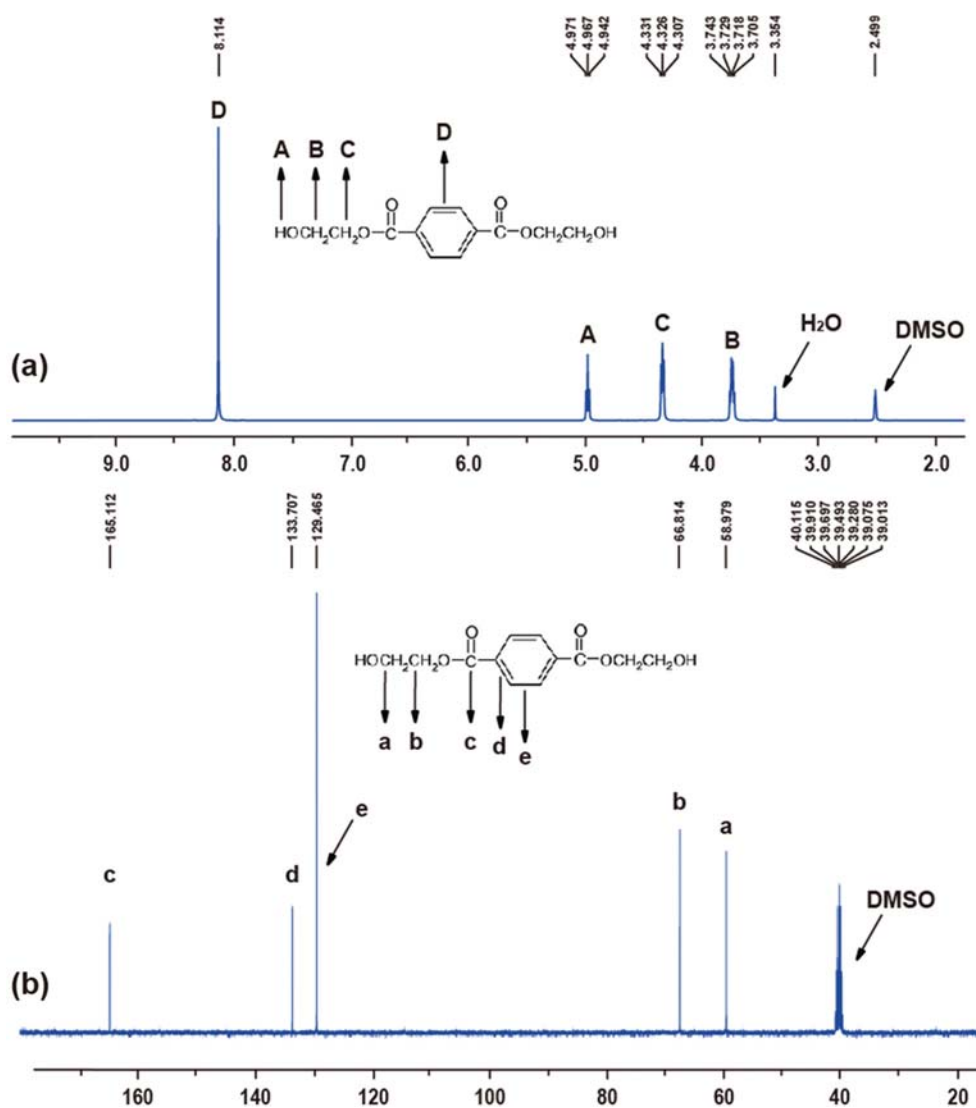 8.114
4.971
4.967
4.942
4.331
4.326
4.307
3.743
3.729
3.718
3.705
3.354
2.499
D
A B C D
O O
HOCH₂CH₂O—C C—OCH₂CH₂OH
A C B H₂O DMSO
(a)
9.0 8.0 7.0 6.0 5.0 4.0 3.0 2.0
165.112
133.707
129.465
66.814
58.979
40.115
39.910
39.697
39.493
39.280
39.075
39.013
O O
HOCH₂CH₂O—C C—OCH₂CH₂OH
a b c d e
e
b
a
c d
DMSO
(b)
160 140 120 100 80 60 40 20